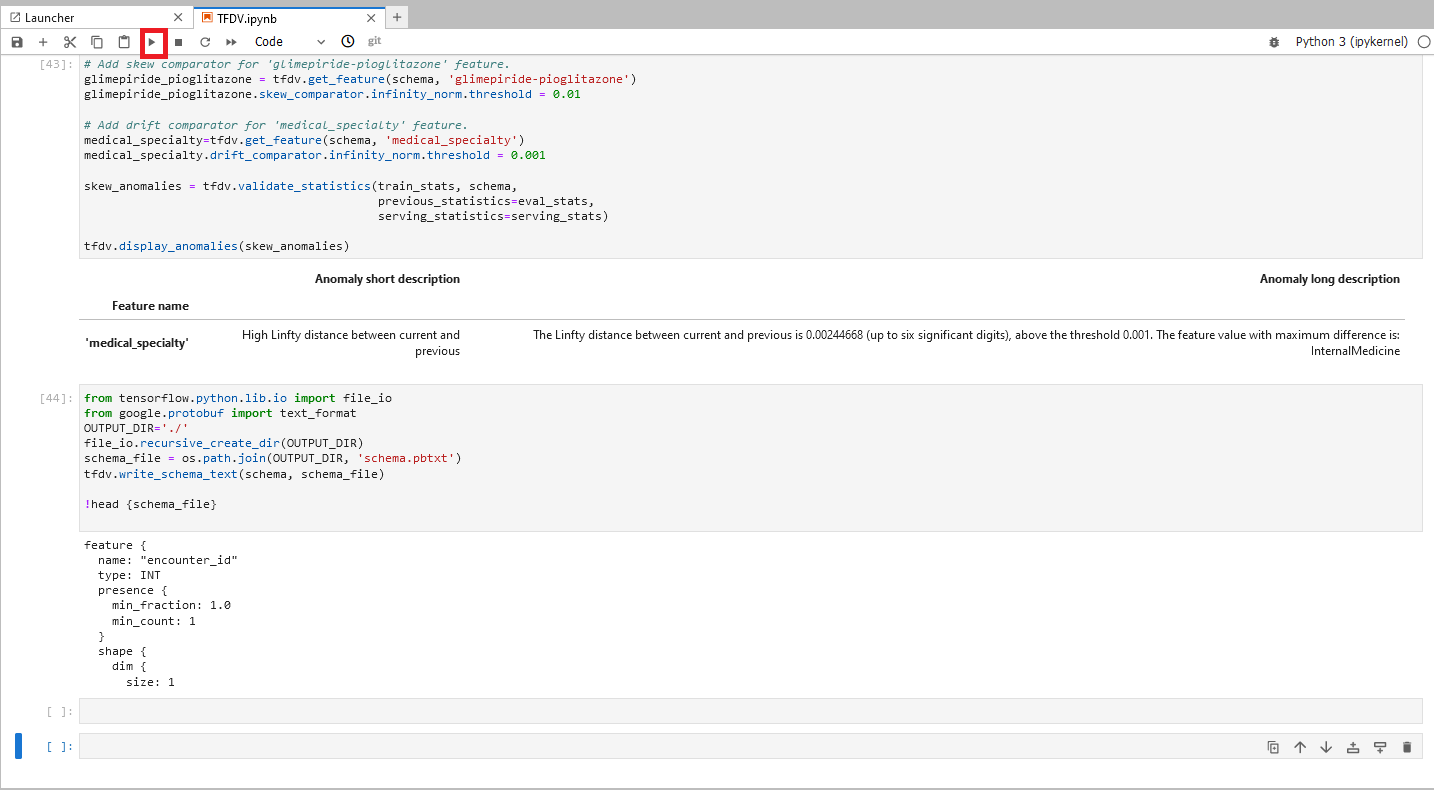 Launcher
TFDV.ipynb
Code
git
Python 3 (ipykernel)
[43]:
# Add skew comparator for 'glimepiride-pioglitazone' feature.
glimepiride_pioglitazone = tfdv.get_feature(schema, 'glimepiride-pioglitazone')
glimepiride_pioglitazone.skew_comparator.infinity_norm.threshold = 0.01
# Add drift comparator for 'medical_specialty' feature.
medical_specialty=tfdv.get_feature(schema, 'medical_specialty')
medical_specialty.drift_comparator.infinity_norm.threshold = 0.001
skew_anomalies = tfdv.validate_statistics(train_stats, schema,
previous_statistics=eval_stats,
serving_statistics=serving_stats)
tfdv.display_anomalies(skew_anomalies)
Anomaly short description Anomaly long description
Feature name
'medical_specialty'
High Linfty distance between current and
previous
The Linfty distance between current and previous is 0.00244668 (up to six significant digits), above the threshold 0.001. The feature value with maximum difference is:
InternalMedicine
[44]:
from tensorflow.python.lib.io import file_io
from google.protobuf import text_format
OUTPUT_DIR='./'
file_io.recursive_create_dir(OUTPUT_DIR)
schema_file = os.path.join(OUTPUT_DIR, 'schema.pbtxt')
tfdv.write_schema_text(schema, schema_file)
!head {schema_file}
feature {
name: "encounter_id"
type: INT
presence {
min_fraction: 1.0
min_count: 1
}
shape {
dim {
size: 1
[ ]:
[ ]: